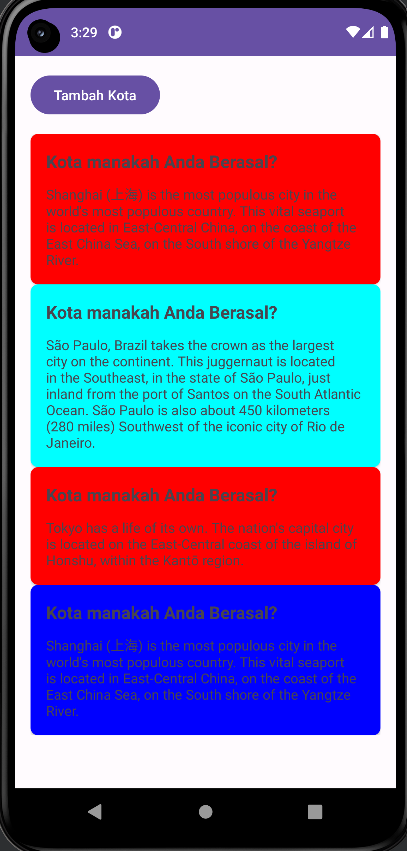 3:29
Tambah Kota
Kota manakah Anda Berasal?
Shanghai (上海) is the most populous city in the
world's most populous country. This vital seaport
is located in East-Central China, on the coast of the
East China Sea, on the South shore of the Yangtze
River.
Kota manakah Anda Berasal?
São Paulo, Brazil takes the crown as the largest
city on the continent. This juggernaut is located
in the Southeast, in the state of São Paulo, just
inland from the port of Santos on the South Atlantic
Ocean. São Paulo is also about 450 kilometers
(280 miles) Southwest of the iconic city of Rio de
Janeiro.
Kota manakah Anda Berasal?
Tokyo has a life of its own. The nation's capital city
is located on the East-Central coast of the island of
Honshu, within the Kantō region.
Kota manakah Anda Berasal?
Shanghai (上海) is the most populous city in the
world's most populous country. This vital seaport
is located in East-Central China, on the coast of the
East China Sea, on the South shore of the Yangtze
River.